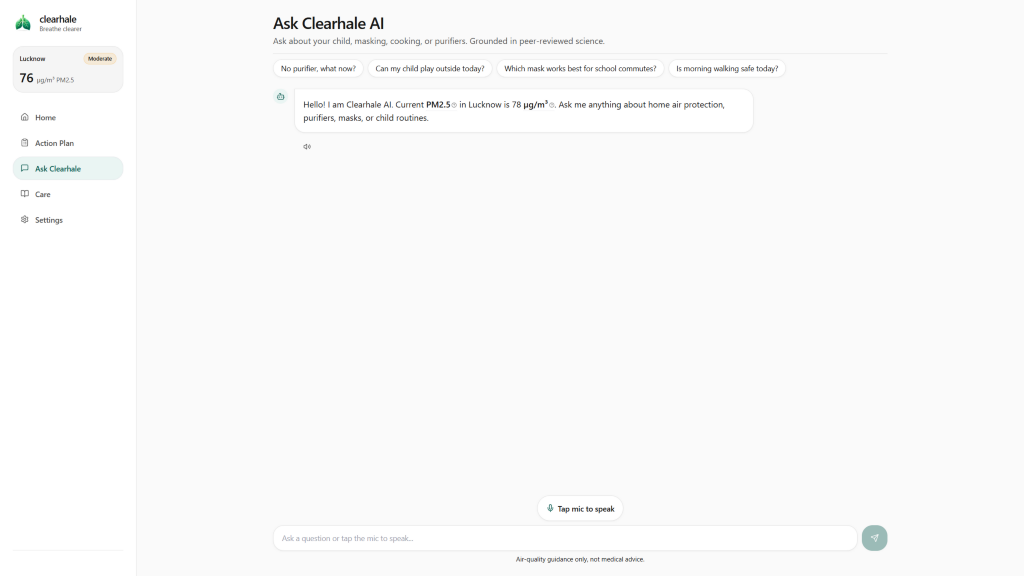 clearhale
Breathe clearer
Lucknow
Moderate
76 µg/m³ PM2.5
Home
Action Plan
Ask Clearhale
Care
Settings
Ask Clearhale AI
Ask about your child, masking, cooking, or purifiers. Grounded in peer-reviewed science.
No purifier, what now?
Can my child play outside today?
Which mask works best for school commutes?
Is morning walking safe today?
Hello! I am Clearhale AI. Current PM2.5 in Lucknow is 78 µg/m³. Ask me anything about home air protection,
purifiers, masks, or child routines.
Tap mic to speak
Ask a question or tap the mic to speak...
Air-quality guidance only, not medical advice.